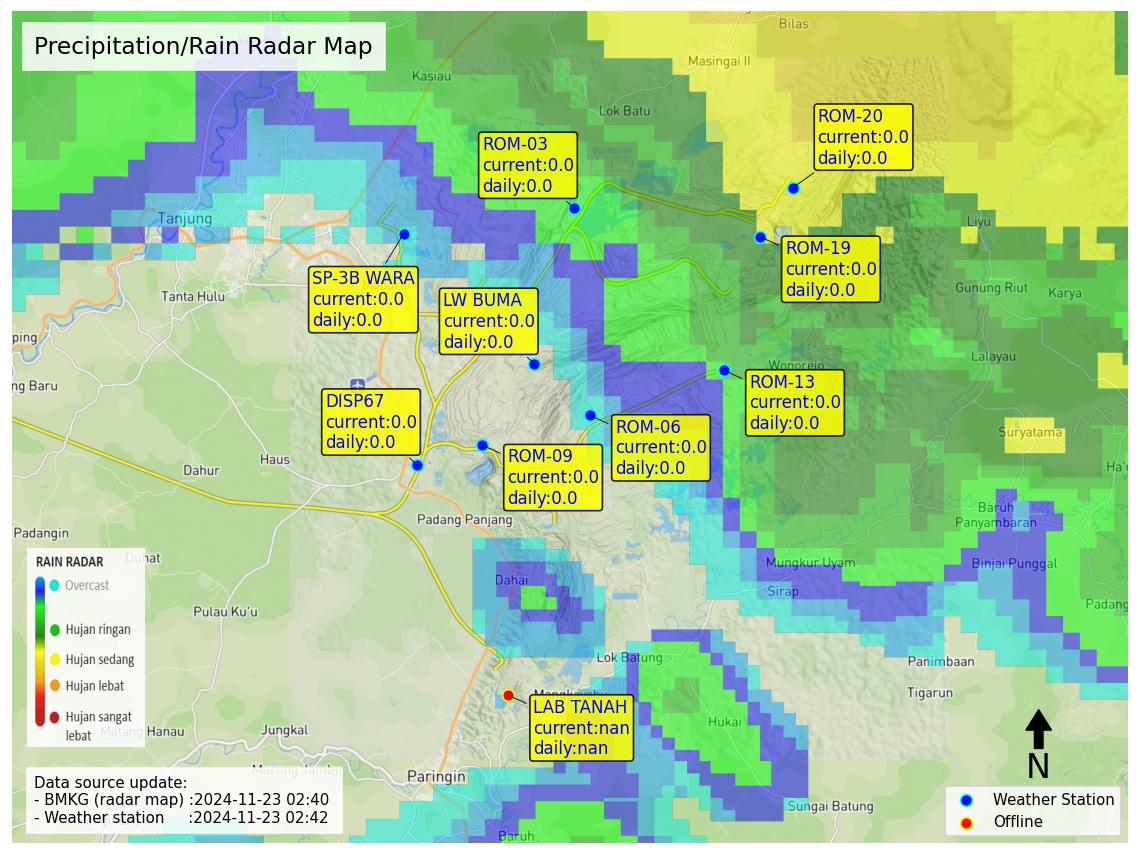 Precipitation/Rain Radar Map
Bilas
Masingai II
Kasiau
Lok Batu
ROM-20
current:0.0
daily:0.0
ROM-03
current:0.0
daily:0.0
Tanjung
Liyu
ROM-19
current:0.0
daily:0.0
SP-3B WARA
current:0.0
daily:0.0
Tanta Hulu
LW BUMA
current:0.0
daily:0.0
Gunung Riut
Karya
ping
Lalayau
Wonorejo
ng Baru
ROM-13
current:0.0
daily:0.0
DISP67
current:0.0
daily:0.0
ROM-06
current:0.0
daily:0.0
Suryatama
ROM-09
current:0.0
daily:0.0
Haus
Dahur
Ha'u
Padang Panjang
Baruh
Panyambaran
Padangin
Duhat
Mungkur Uyam
Binjai Punggal
Dahai
Sirap
Padang
Pulau Ku'u
RAIN RADAR
Overcast
Hujan ringan
Hujan sedang
Hujan lebat
Hujan sangat
lebat
Lok Batung
Panimbaan
Tigarun
LAB TANAH
current:nan
daily:nan
Hukai
Matang Hanau
Jungkal
Murung Jambu
Paringin
N
Sungai Batung
Baruh
Data source update:
- BMKG (radar map) :2024-11-23 02:40
- Weather station :2024-11-23 02:42
Weather Station
Offline